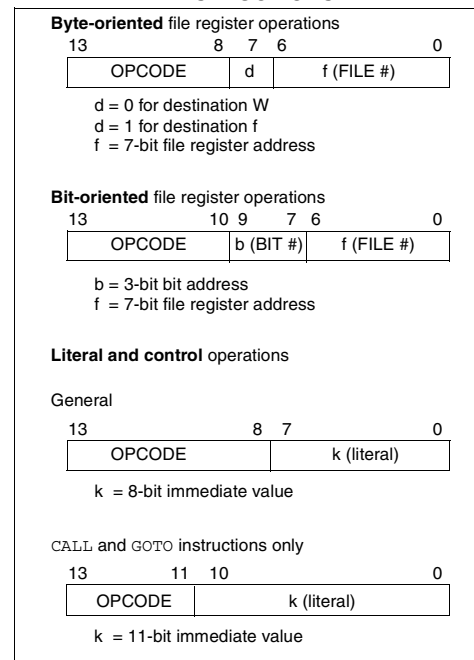 Byte-oriented file register operations
13 8 7 6 0
OPCODE d f (FILE #)
d = 0 for destination W
d = 1 for destination f
f = 7-bit file register address
Bit-oriented file register operations
13 10 9 7 6 0
OPCODE b (BIT #) f (FILE #)
b = 3-bit bit address
f = 7-bit file register address
Literal and control operations
General
13 8 7 0
OPCODE k (literal)
k = 8-bit immediate value
CALL and GOTO instructions only
13 11 10 0
OPCODE k (literal)
k = 11-bit immediate value